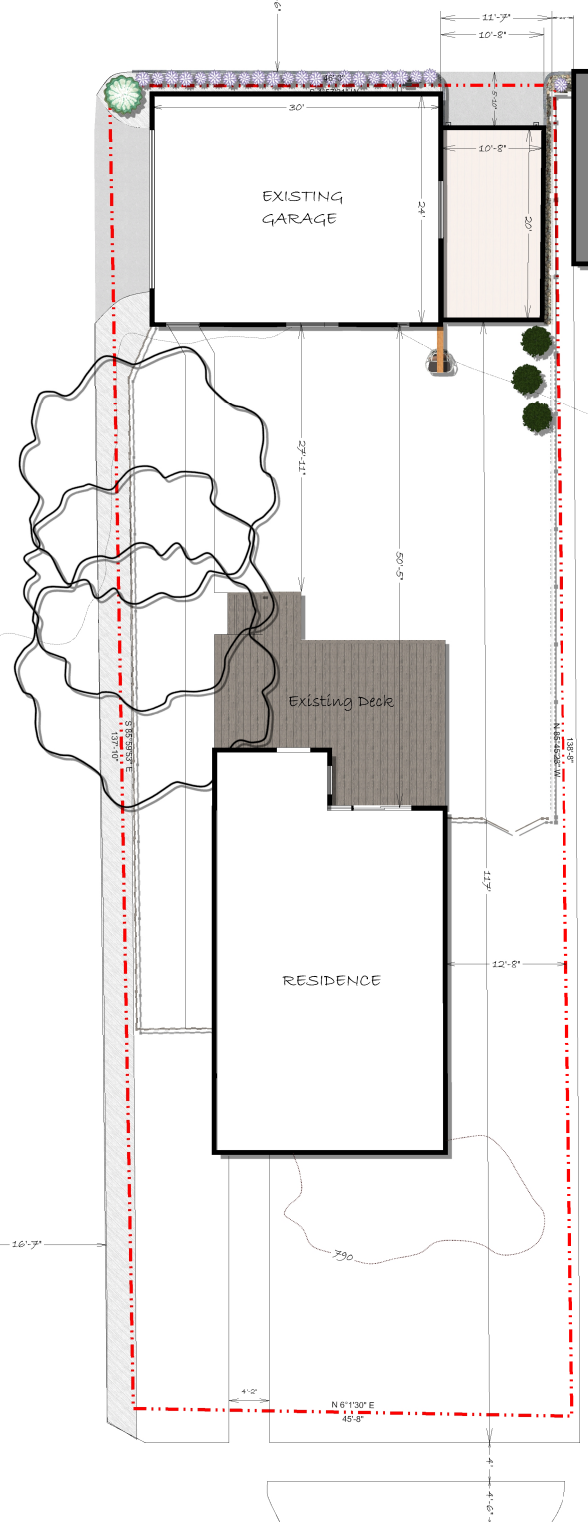 6"
11'-7"
10'-8"
5'-10"
30'
10'-8"
EXISTING
GARAGE
24'
20'
27'-11"
50'-5"
Existing Deck
S 85°59'53" E
137'-10"
N 85°45'28" W
138'-8"
117'
12'-8"
RESIDENCE
790
16'-7"
4'-2"
N 6°1'30" E
45'-8"
4'
4'-6"